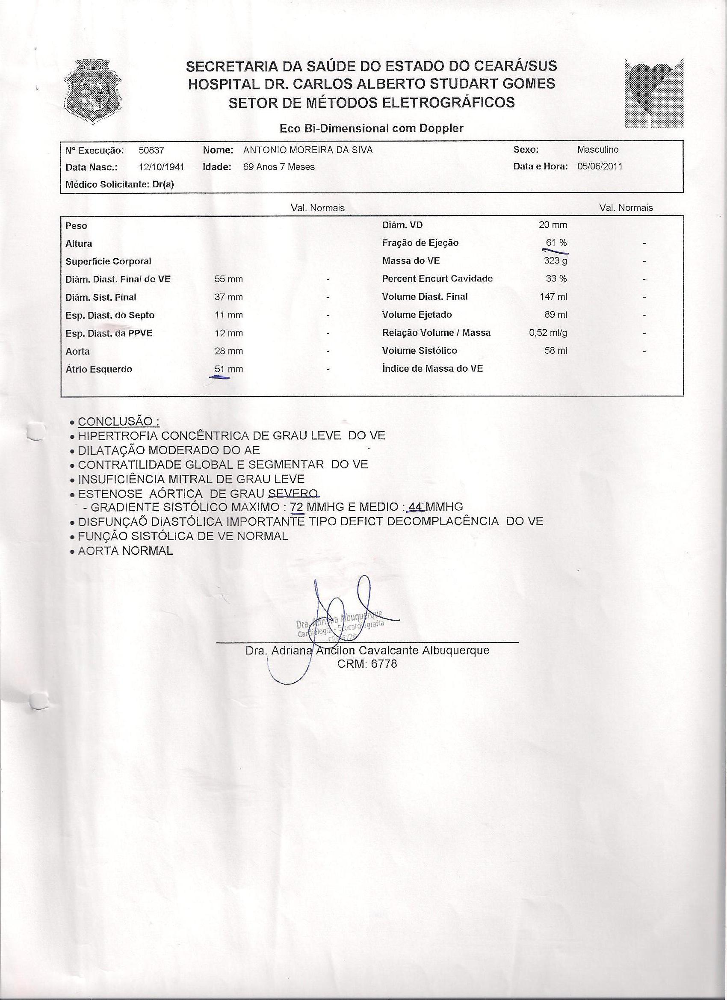 SECRETARIA DA SAÚDE DO ESTADO DO CEARÁ/SUS
HOSPITAL DR. CARLOS ALBERTO STUDART GOMES
SETOR DE MÉTODOS ELETROGRÁFICOS
Eco Bi-Dimensional com Doppler
Nº Execução: 50837 Nome: ANTONIO MOREIRA DA SIVA Sexo: Masculino
Data Nasc.: 12/10/1941 Idade: 69 Anos 7 Meses Data e Hora: 05/06/2011
Médico Solicitante: Dr(a)
Val. Normais Val. Normais
Peso Diâm. VD 20 mm
Altura Fração de Ejeção 61 % -
Superfície Corporal Massa do VE 323 g -
Diâm. Diast. Final do VE 55 mm - Percent Encurt Cavidade 33 % -
Diâm. Sist. Final 37 mm - Volume Diast. Final 147 ml -
Esp. Diast. do Septo 11 mm - Volume Ejetado 89 ml -
Esp. Diast. da PPVE 12 mm - Relação Volume / Massa 0,52 ml/g -
Aorta 28 mm - Volume Sistólico 58 ml -
Átrio Esquerdo 51 mm - Índice de Massa do VE
• CONCLUSÃO :
• HIPERTROFIA CONCÊNTRICA DE GRAU LEVE DO VE
• DILATAÇÃO MODERADO DO AE
• CONTRATILIDADE GLOBAL E SEGMENTAR DO VE
• INSUFICIÊNCIA MITRAL DE GRAU LEVE
• ESTENOSE AÓRTICA DE GRAU SEVERO
- GRADIENTE SISTÓLICO MAXIMO : 72 MMHG E MEDIO : 44 MMHG
• DISFUNÇAÕ DIASTÓLICA IMPORTANTE TIPO DEFICT DECOMPLACÊNCIA DO VE
• FUNÇÃO SISTÓLICA DE VE NORMAL
• AORTA NORMAL
Dra. Adriana Albuquerque
Cardiologia - Ecocardiografia
CRM 6778
Dra. Adriana Ancilon Cavalcante Albuquerque
CRM: 6778